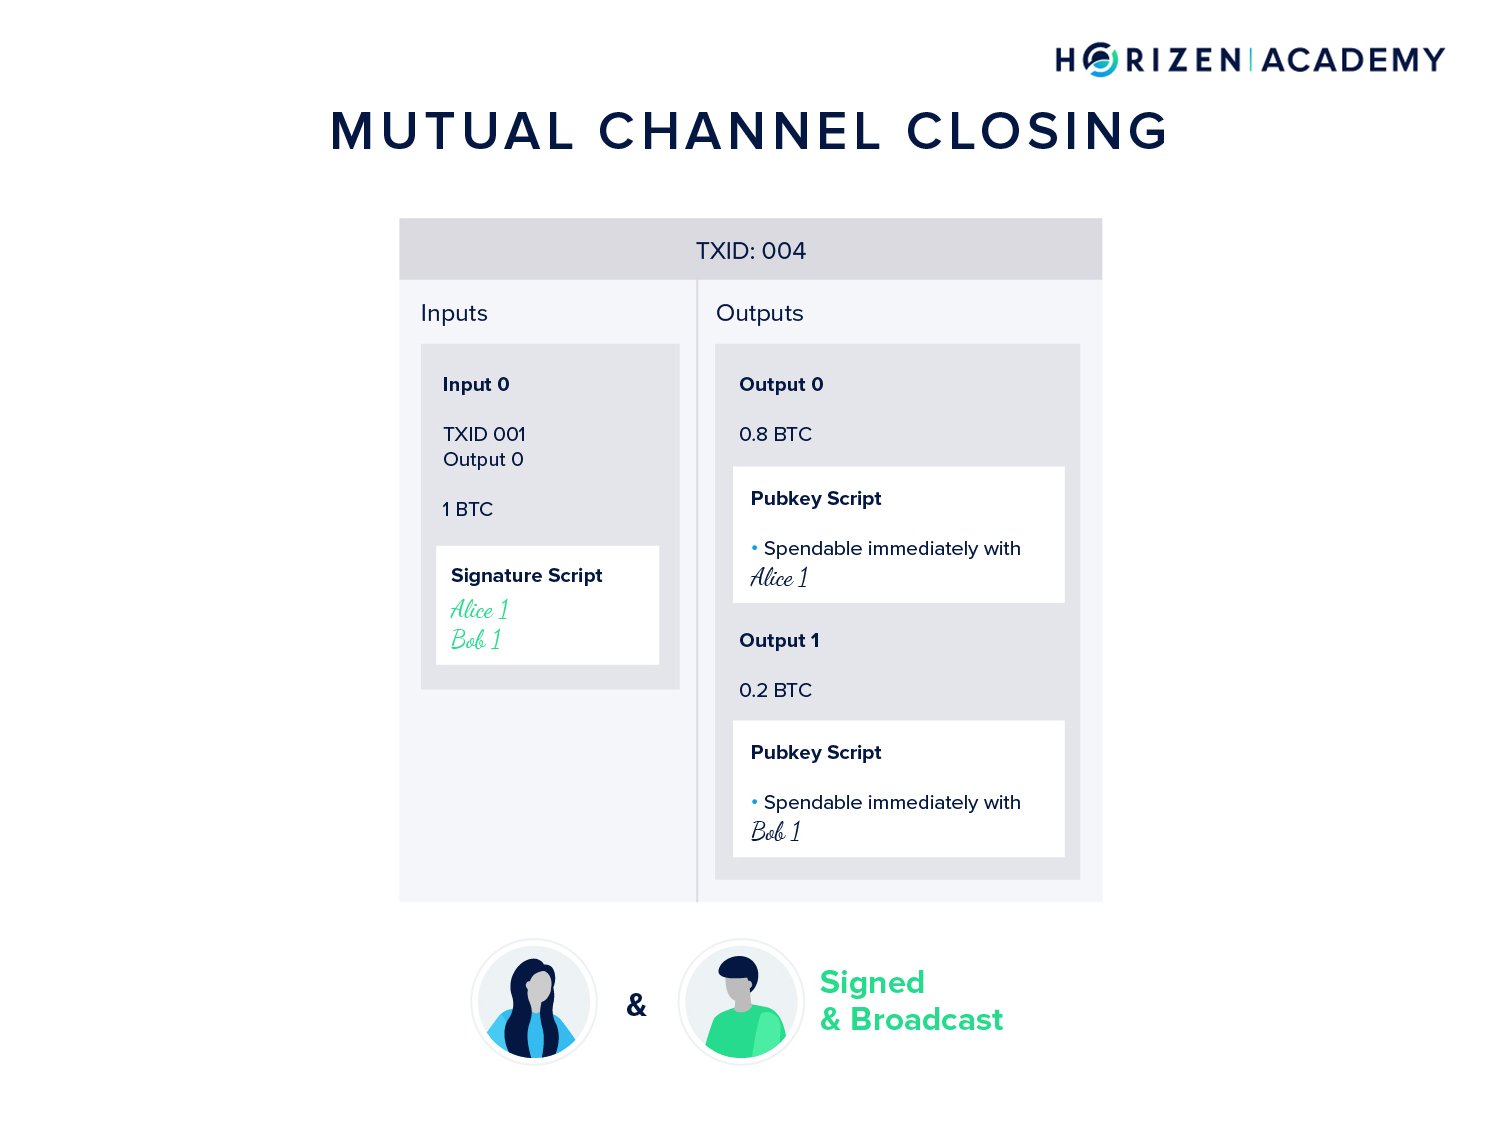 HORIZEN | ACADEMY
MUTUAL CHANNEL CLOSING
TXID: 004
Inputs
Input 0
TXID 001
Output 0
1 BTC
Signature Script
Alice 1
Bob 1
Outputs
Output 0
0.8 BTC
Pubkey Script
• Spendable immediately with
Alice 1
Output 1
0.2 BTC
Pubkey Script
• Spendable immediately with
Bob 1
&
Signed
& Broadcast